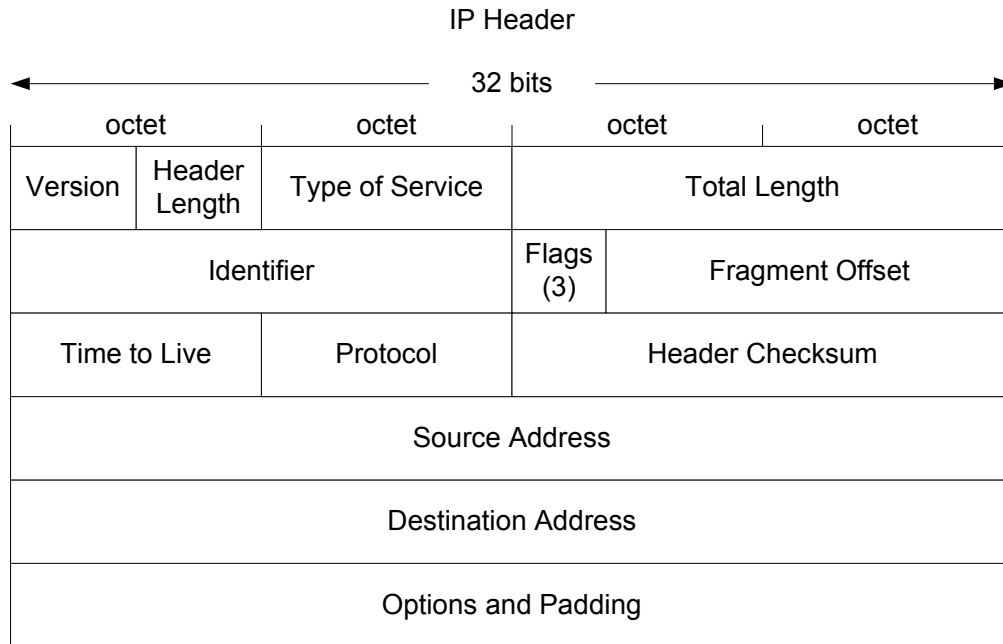 IP Header
32 bits
octet octet octet octet
Version
Header
Length
Type of Service
Total Length
Identifier
Flags
(3)
Fragment Offset
Time to Live
Protocol
Header Checksum
Source Address
Destination Address
Options and Padding